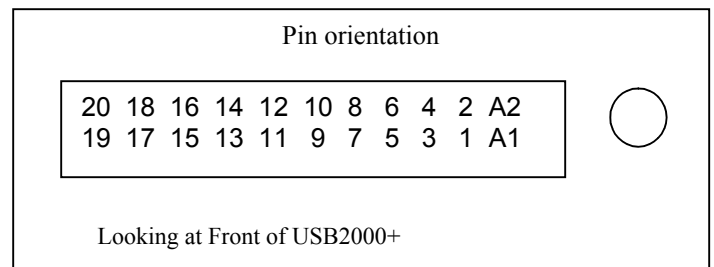 Pin orientation
20 18 16 14 12 10 8 6 4 2 A2
19 17 15 13 11 9 7 5 3 1 A1
Looking at Front of USB2000+